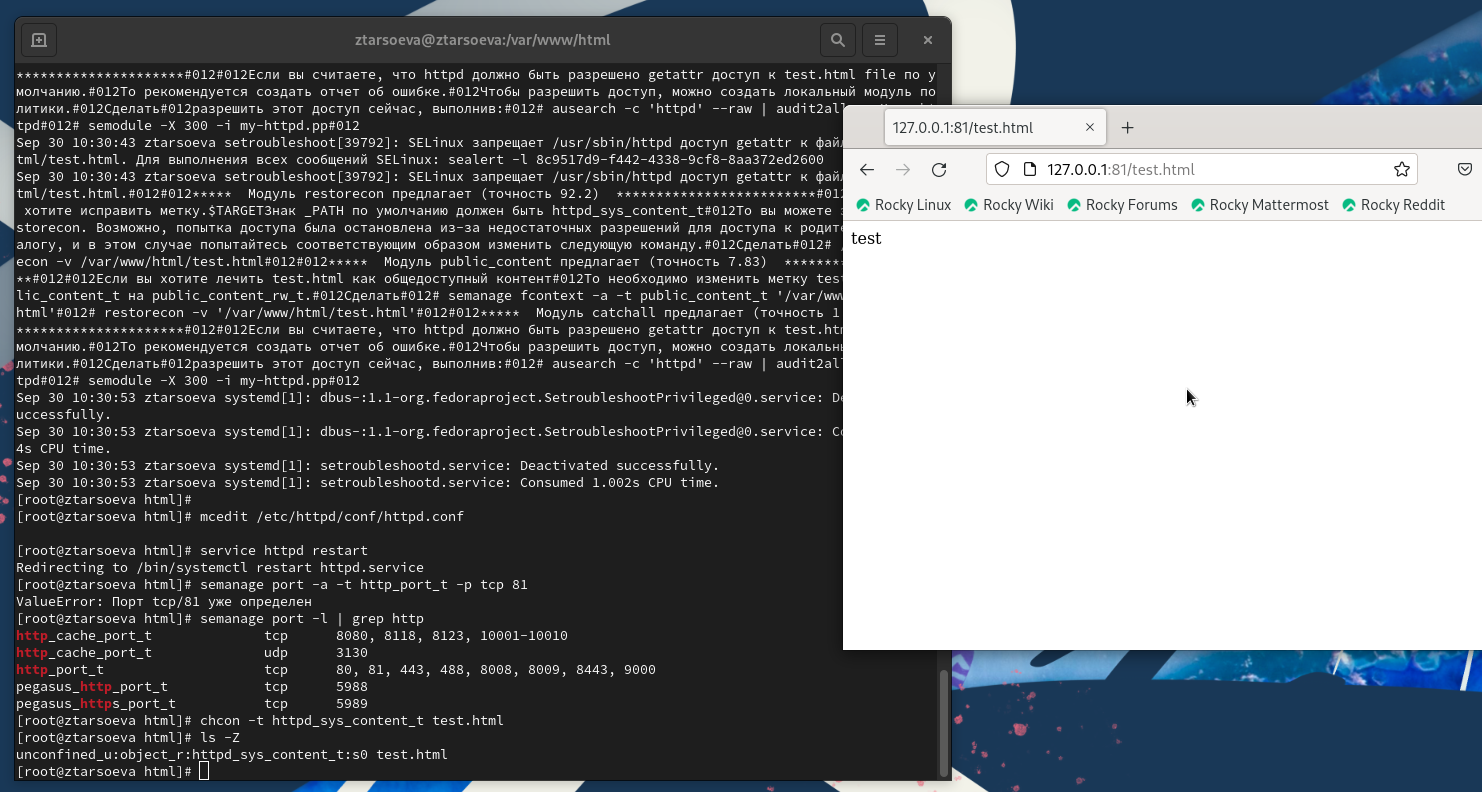 ztarsoeva@ztarsoeva:/var/www/html
*********************#012#012Если вы считаете, что httpd должно быть разрешено getattr доступ к test.html file по у
молчанию.#012То рекомендуется создать отчет об ошибке.#012Чтобы разрешить доступ, можно создать локальный модуль по
литики.#012Сделать#012разрешить этот доступ сейчас, выполнив:#012# ausearch -c 'httpd' --raw | audit2all
tpd#012# semodule -X 300 -i my-httpd.pp#012
Sep 30 10:30:43 ztarsoeva setroubleshoot[39792]: SELinux запрещает /usr/sbin/httpd доступ getattr к фай
tml/test.html. Для выполнения всех сообщений SELinux: sealert -l 8c9517d9-f442-4338-9cf8-8aa372ed2600
Sep 30 10:30:43 ztarsoeva setroubleshoot[39792]: SELinux запрещает /usr/sbin/httpd доступ getattr к фай
tml/test.html.#012#012***** Модуль restorecon предлагает (точность 92.2) *************************#012
хотите исправить метку.$TARGETЗнак _PATH по умолчанию должен быть httpd_sys_content_t#012То вы можете
storecon. Возможно, попытка доступа была остановлена из-за недостаточных разрешений для доступа к родит
алогу, и в этом случае попытайтесь соответствующим образом изменить следующую команду.#012Сделать#012#
econ -v /var/www/html/test.html#012#012***** Модуль public_content предлагает (точность 7.83) *******
**#012#012Если вы хотите лечить test.html как общедоступный контент#012То необходимо изменить метку test
lic_content_t на public_content_rw_t.#012Сделать#012# semanage fcontext -a -t public_content_t '/var/ww
html'#012# restorecon -v '/var/www/html/test.html'#012#012***** Модуль catchall предлагает (точность 1
*********************#012#012Если вы считаете, что httpd должно быть разрешено getattr доступ к test.ht
молчанию.#012То рекомендуется создать отчет об ошибке.#012Чтобы разрешить доступ, можно создать локальн
литики.#012Сделать#012разрешить этот доступ сейчас, выполнив:#012# ausearch -c 'httpd' --raw | audit2al
tpd#012# semodule -X 300 -i my-httpd.pp#012
Sep 30 10:30:53 ztarsoeva systemd[1]: dbus-:1.1-org.fedoraproject.SetroubleshootPrivileged@0.service: De
uccessfully.
Sep 30 10:30:53 ztarsoeva systemd[1]: dbus-:1.1-org.fedoraproject.SetroubleshootPrivileged@0.service: Co
4s CPU time.
Sep 30 10:30:53 ztarsoeva systemd[1]: setroubleshootd.service: Deactivated successfully.
Sep 30 10:30:53 ztarsoeva systemd[1]: setroubleshootd.service: Consumed 1.002s CPU time.
[root@ztarsoeva html]#
[root@ztarsoeva html]# mcedit /etc/httpd/conf/httpd.conf
[root@ztarsoeva html]# service httpd restart
Redirecting to /bin/systemctl restart httpd.service
[root@ztarsoeva html]# semanage port -a -t http_port_t -p tcp 81
ValueError: Порт tcp/81 уже определен
[root@ztarsoeva html]# semanage port -l | grep http
http_cache_port_t tcp 8080, 8118, 8123, 10001-10010
http_cache_port_t udp 3130
http_port_t tcp 80, 81, 443, 488, 8008, 8009, 8443, 9000
pegasus_http_port_t tcp 5988
pegasus_https_port_t tcp 5989
[root@ztarsoeva html]# chcon -t httpd_sys_content_t test.html
[root@ztarsoeva html]# ls -Z
unconfined_u:object_r:httpd_sys_content_t:s0 test.html
[root@ztarsoeva html]#
127.0.0.1:81/test.html
127.0.0.1:81/test.html
Rocky Linux Rocky Wiki Rocky Forums Rocky Mattermost Rocky Reddit
test